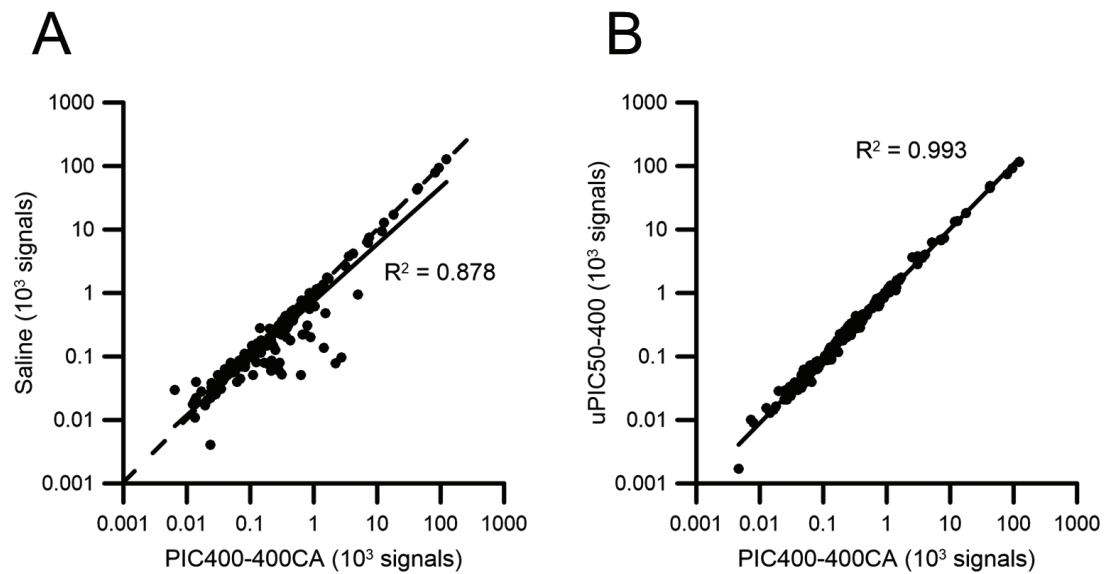 A
1000
100
10
1
0.1
0.01
0.001
Saline (10³ signals)
R² = 0.878
0.001 0.01 0.1 1 10 100 1000
PIC400-400CA (10³ signals)
B
1000
100
10
1
0.1
0.01
0.001
uPIC50-400 (10³ signals)
R² = 0.993
0.001 0.01 0.1 1 10 100 1000
PIC400-400CA (10³ signals)